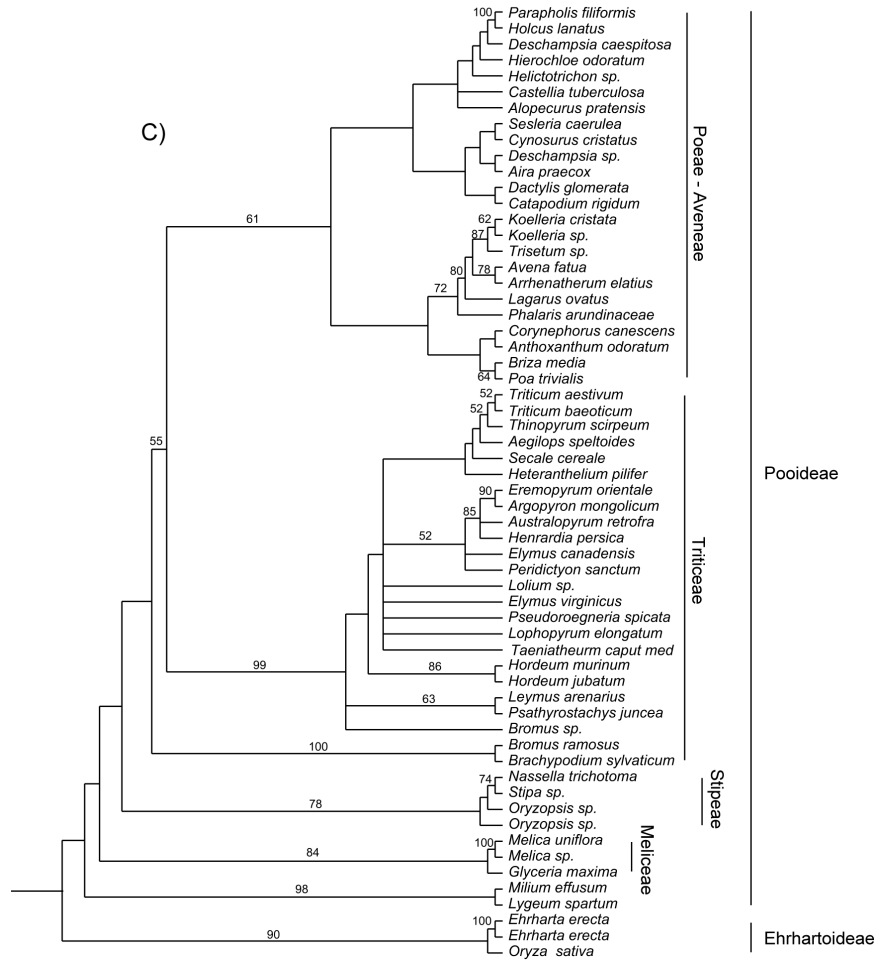 C)
100
Parapholis filiformis
Holcus lanatus
Deschampsia caespitosa
Hierochloe odoratum
Helictotrichon sp.
Castellia tuberculosa
Alopecurus pratensis
Sesleria caerulea
Cynosurus cristatus
Deschampsia sp.
Aira praecox
Dactylis glomerata
Catapodium rigidum
61
62
Koelleria cristata
87
Koelleria sp.
Trisetum sp.
80
78
Avena fatua
Arrhenatherum elatius
72
Lagarus ovatus
Phalaris arundinaceae
Corynephorus canescens
Anthoxanthum odoratum
Briza media
64
Poa trivialis
Poeae - Aveneae
52
Triticum aestivum
52
Triticum baeoticum
Thinopyrum scirpeum
Aegilops speltoides
55
Secale cereale
Heteranthelium pilifer
90
Eremopyrum orientale
Argopyron mongolicum
85
Australopyrum retrofra
52
Henrardia persica
Elymus canadensis
Peridictyon sanctum
Lolium sp.
Elymus virginicus
Pseudoroegneria spicata
Lophopyrum elongatum
Taeniatheurm caput med
99
86
Hordeum murinum
Hordeum jubatum
63
Leymus arenarius
Psathyrostachys juncea
Bromus sp.
100
Bromus ramosus
Brachypodium sylvaticum
Triticeae
Pooideae
74
Nassella trichotoma
Stipa sp.
78
Oryzopsis sp.
Oryzopsis sp.
Stipeae
100
Melica uniflora
84
Melica sp.
Glyceria maxima
Meliceae
98
Milium effusum
Lygeum spartum
100
Ehrharta erecta
90
Ehrharta erecta
Oryza sativa
Ehrhartoideae